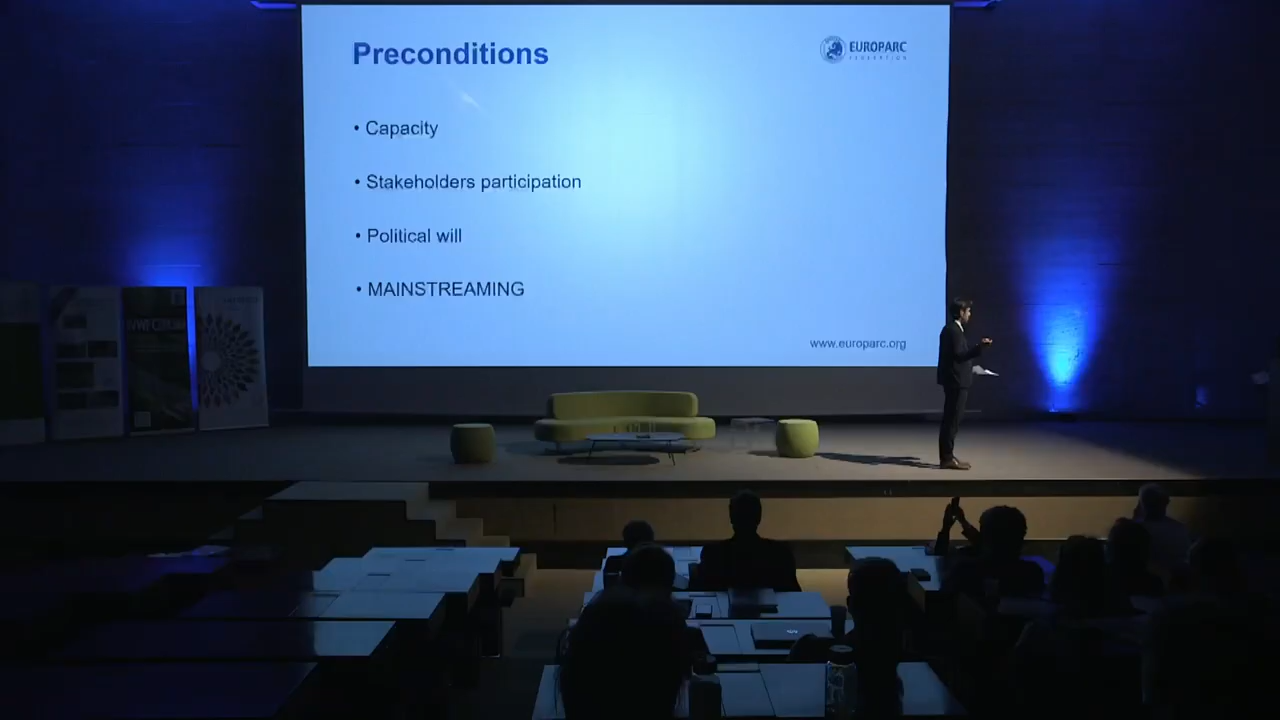 Preconditions
EUROPARC
FEDERATION
• Capacity
• Stakeholders participation
• Political will
• MAINSTREAMING
www.europarc.org